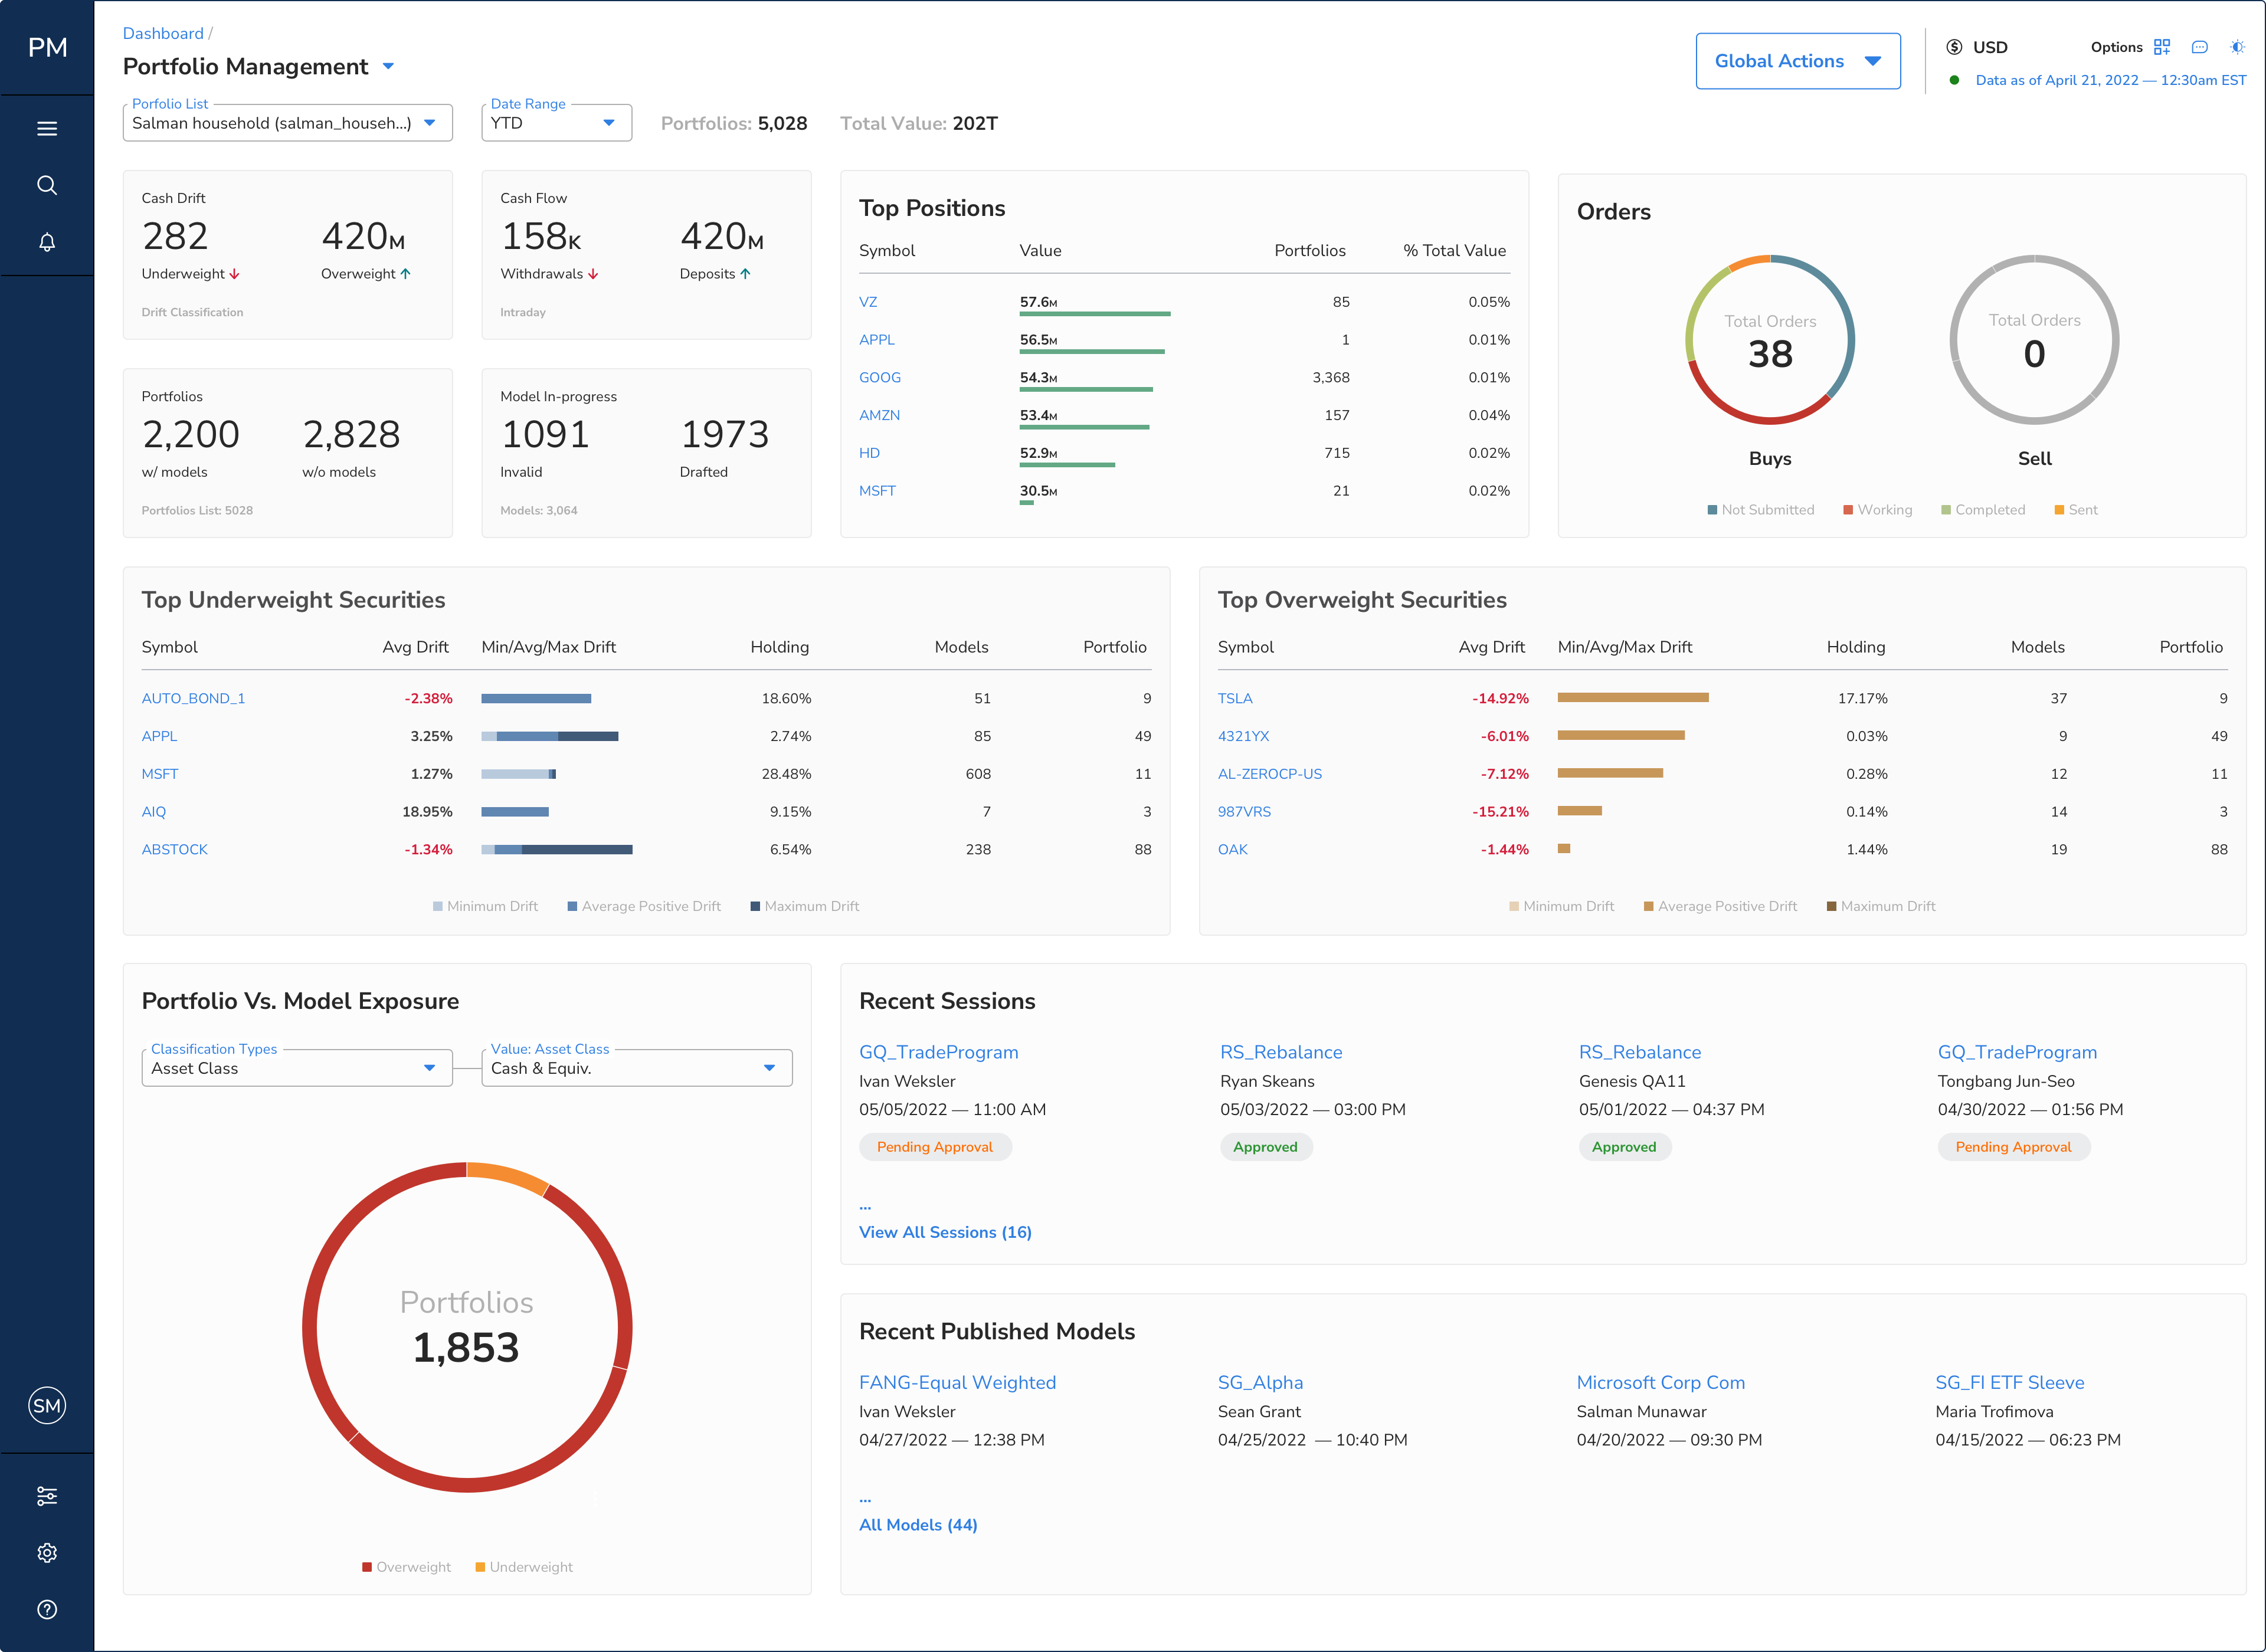 PM
Dashboard /
Portfolio Management
Global Actions
USD
Options
Data as of April 21, 2022 — 12:30am EST
Porfolio List
Salman household (salman_househ...)
Date Range
YTD
Portfolios: 5,028
Total Value: 202T
Cash Drift
282 420M
Underweight Overweight
Drift Classification
Cash Flow
158K 420M
Withdrawals Deposits
Intraday
Portfolios
2,200 2,828
w/ models w/o models
Portfolios List: 5028
Model In-progress
1091 1973
Invalid Drafted
Models: 3,064
Top Positions
Symbol Value Portfolios % Total Value
VZ 57.6M 85 0.05%
APPL 56.5M 1 0.01%
GOOG 54.3M 3,368 0.01%
AMZN 53.4M 157 0.04%
HD 52.9M 715 0.02%
MSFT 30.5M 21 0.02%
Orders
Total Orders
38
Buys
Total Orders
0
Sell
Not Submitted Working Completed Sent
Top Underweight Securities
Symbol Avg Drift Min/Avg/Max Drift Holding Models Portfolio
AUTO_BOND_1 -2.38% 18.60% 51 9
APPL 3.25% 2.74% 85 49
MSFT 1.27% 28.48% 608 11
AIQ 18.95% 9.15% 7 3
ABSTOCK -1.34% 6.54% 238 88
Minimum Drift Average Positive Drift Maximum Drift
Top Overweight Securities
Symbol Avg Drift Min/Avg/Max Drift Holding Models Portfolio
TSLA -14.92% 17.17% 37 9
4321YX -6.01% 0.03% 9 49
AL-ZEROCP-US -7.12% 0.28% 12 11
987VRS -15.21% 0.14% 14 3
OAK -1.44% 1.44% 19 88
Minimum Drift Average Positive Drift Maximum Drift
Portfolio Vs. Model Exposure
Classification Types
Asset Class
Value: Asset Class
Cash & Equiv.
Portfolios
1,853
Overweight Underweight
Recent Sessions
GQ_TradeProgram
Ivan Weksler
05/05/2022 — 11:00 AM
Pending Approval
RS_Rebalance
Ryan Skeans
05/03/2022 — 03:00 PM
Approved
RS_Rebalance
Genesis QA11
05/01/2022 — 04:37 PM
Approved
GQ_TradeProgram
Tongbang Jun-Seo
04/30/2022 — 01:56 PM
Pending Approval
...
View All Sessions (16)
Recent Published Models
FANG-Equal Weighted
Ivan Weksler
04/27/2022 — 12:38 PM
SG_Alpha
Sean Grant
04/25/2022 — 10:40 PM
Microsoft Corp Com
Salman Munawar
04/20/2022 — 09:30 PM
SG_FI ETF Sleeve
Maria Trofimova
04/15/2022 — 06:23 PM
...
All Models (44)
SM